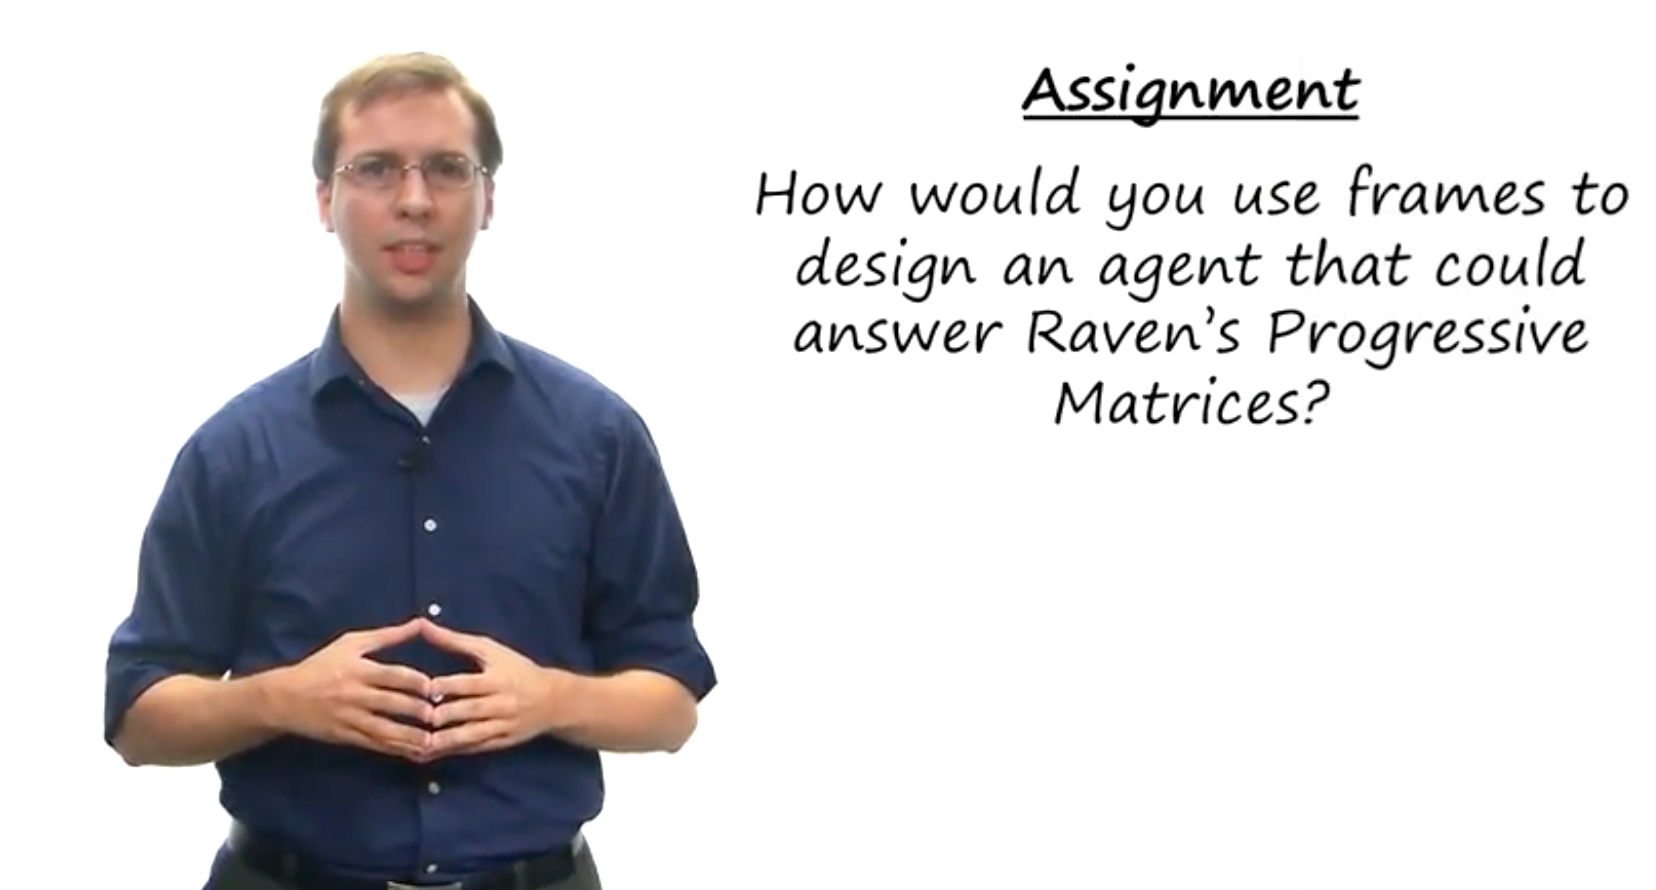 Assignment
How would you use frames to
design an agent that could
answer Raven's Progressive
Matrices?